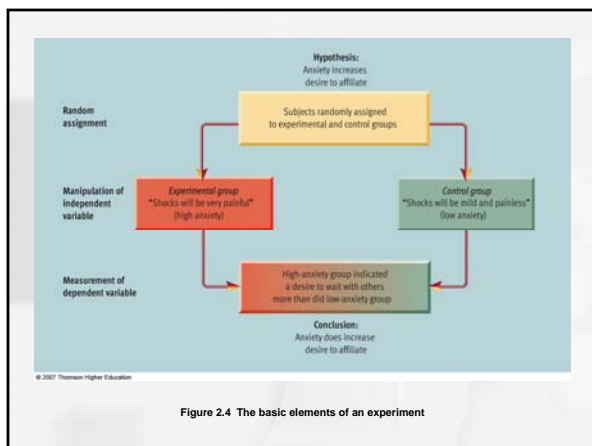 Hypothesis:
Anxiety increases
desire to affiliate
Random
assignment
Subjects randomly assigned
to experimental and control groups
Manipulation of
independent
variable
Experimental group
"Shocks will be very painful"
(high anxiety)
Control group
"Shocks will be mild and painless"
(low anxiety)
Measurement of
dependent variable
High-anxiety group indicated
a desire to wait with others
more than did low-anxiety group
Conclusion:
Anxiety does increase
desire to affiliate
© 2007 Thomson Higher Education
Figure 2.4 The basic elements of an experiment